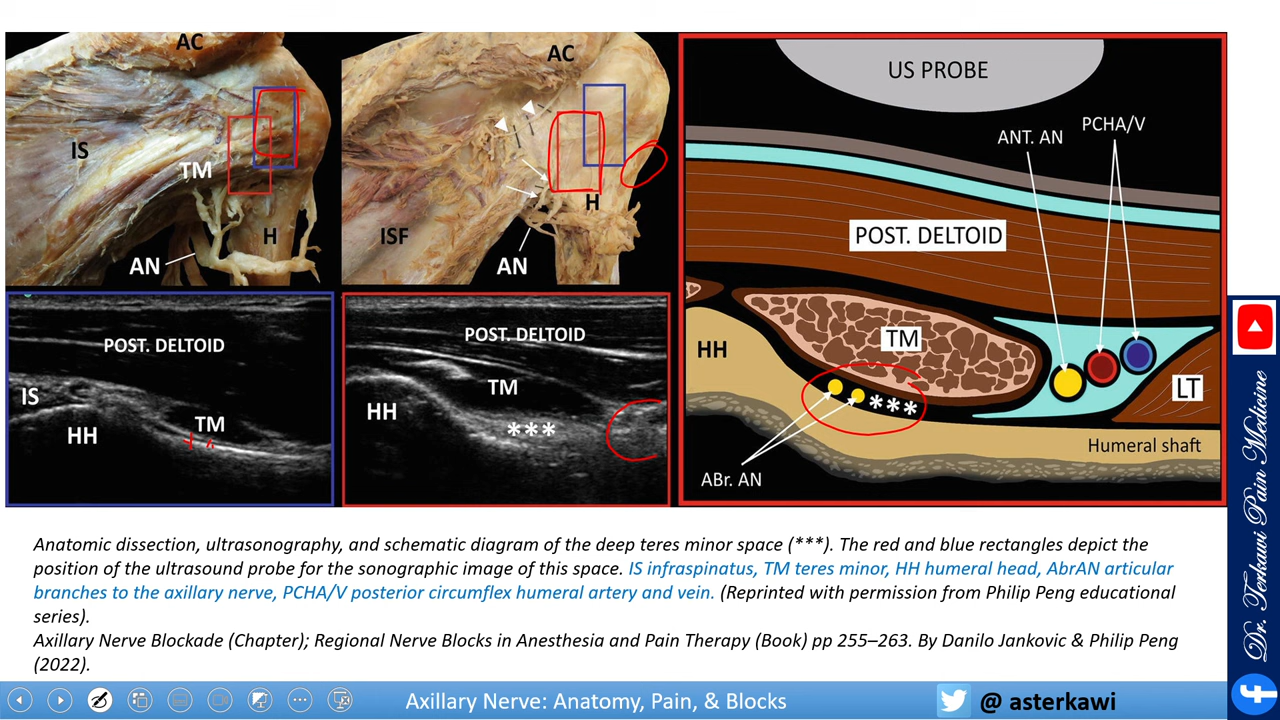 AC
IS
TM
H
AN
AC
H
ISF
AN
US PROBE
ANT. AN
PCHA/V
POST. DELTOID
TM
HH
LT
***
Humeral shaft
ABr. AN
POST. DELTOID
IS
TM
HH
POST. DELTOID
TM
HH
***
Anatomic dissection, ultrasonography, and schematic diagram of the deep teres minor space (***). The red and blue rectangles depict the
position of the ultrasound probe for the sonographic image of this space. IS infraspinatus, TM teres minor, HH humeral head, AbrAN articular
branches to the axillary nerve, PCHA/V posterior circumflex humeral artery and vein. (Reprinted with permission from Philip Peng educational
series).
Axillary Nerve Blockade (Chapter); Regional Nerve Blocks in Anesthesia and Pain Therapy (Book) pp 255–263. By Danilo Jankovic & Philip Peng
(2022).
Axillary Nerve: Anatomy, Pain, & Blocks
@ asterkawi
Dr. Terkawi Pain Medicine